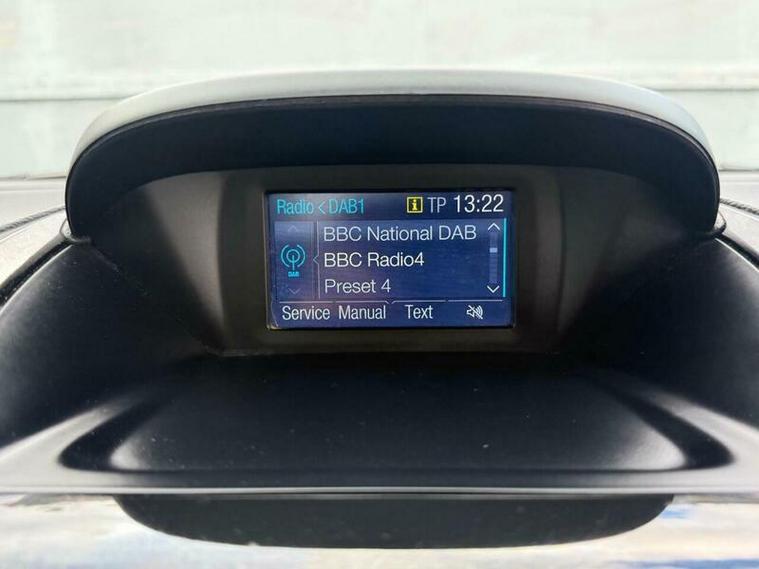 Radio < DAB1 i TP 13:22
BBC National DAB
DAB
BBC Radio4
Preset 4
Service Manual Text